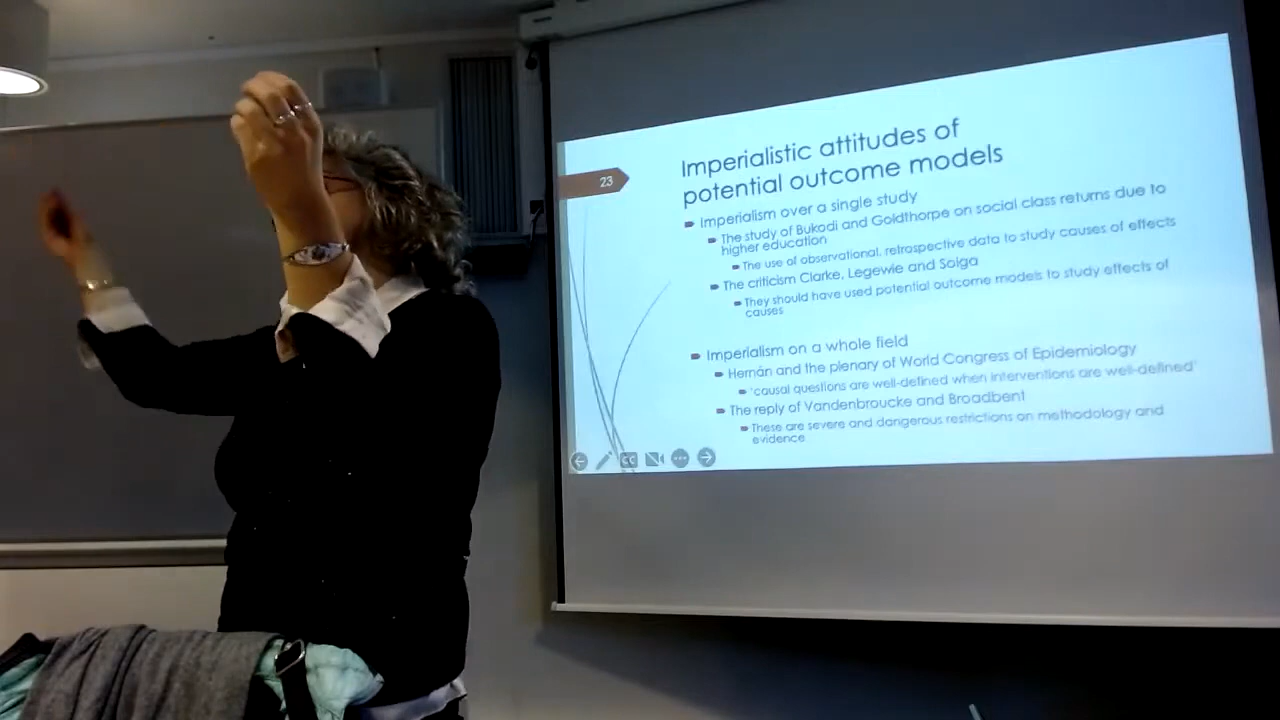 23
Imperialistic attitudes of
potential outcome models
Imperialism over a single study
The study of Bukodi and Goldthorpe on social class returns due to
higher education
The use of observational, retrospective data to study causes of effects
The criticism Clarke, Legewie and Solga
They should have used potential outcome models to study effects of
causes
Imperialism on a whole field
Hernán and the plenary of World Congress of Epidemiology
'causal questions are well-defined when interventions are well-defined'
The reply of Vandenbroucke and Broadbent
These are severe and dangerous restrictions on methodology and
evidence
CC